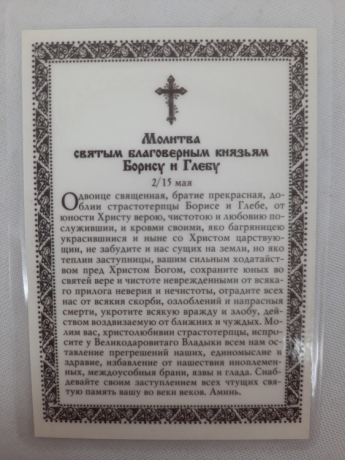 Молитва
святым благоверным князьям
Борису и Глебу
2/15 мая
О двоице священная, братие прекрасная, до-
блии страстотерпцы Борисе и Глебе, от
юности Христу верою, чистотою и любовию по-
служившии, и кровми своими, яко багряницею
украсившиися и ныне со Христом царствую-
щии, не забудите и нас сущих на земли, но яко
теплии заступницы, вашим сильным ходатайст-
вом пред Христом Богом, сохраните юных во
святей вере и чистоте неврежденными от всяка-
го прилога неверия и нечистоты, оградите всех
нас от всякия скорби, озлоблений и напрасныя
смерти, укротите всякую вражду и злобу, дей-
ством воздвизаемую от ближних и чуждых. Мо-
лим вас, христолюбивии страстотерпцы, испро-
сите у Великодаровитаго Владыки всем нам ос-
тавление прегрешений наших, единомыслие и
здравие, избавление от нашествия иноплемен-
ных, междоусобныя брани, язвы и глада. Снаб-
девайте своим заступлением всех чтущих свя-
тую память вашу во веки веков. Аминь.